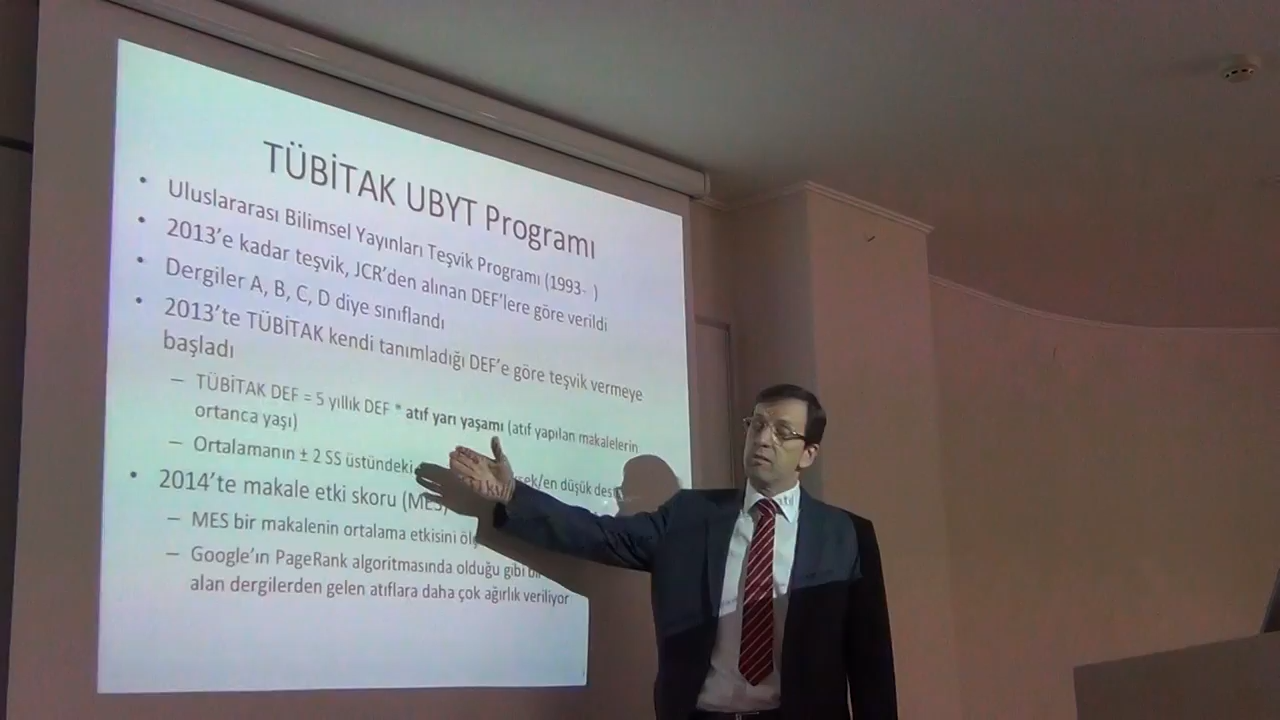 TÜBİTAK UBYT Programı
• Uluslararası Bilimsel Yayınları Teşvik Programı (1993- )
• 2013'e kadar teşvik, JCR'den alınan DEF'lere göre verildi
• Dergiler A, B, C, D diye sınıflandı
• 2013'te TÜBİTAK kendi tanımladığı DEF'e göre teşvik vermeye
başladı
– TÜBİTAK DEF = 5 yıllık DEF * atıf yarı yaşamı (atıf yapılan makalelerin
ortanca yaşı)
– Ortalamanın ± 2 SS üstündeki düşük
• 2014'te makale etki skoru (MES)
– MES bir makalenin ortalama etkisini
– Google'ın PageRank algoritmasında olduğu gibi
alan dergilerden gelen atıflara daha çok ağırlık veriliyor